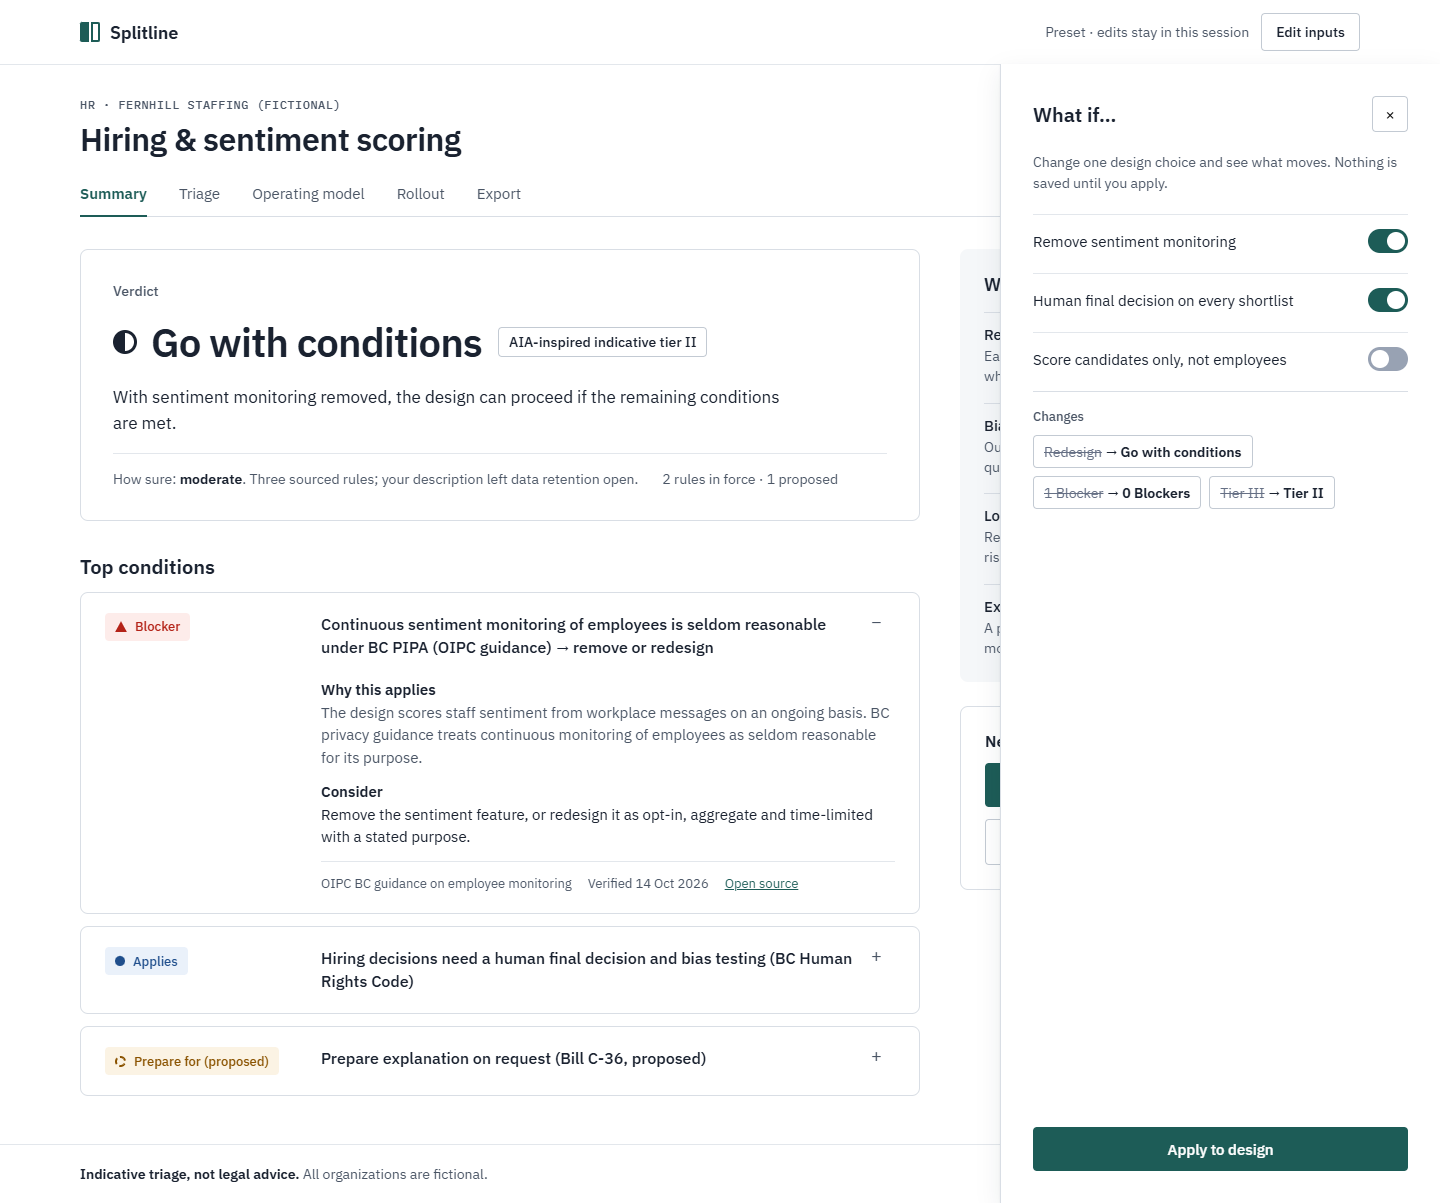 Splitline
Preset · edits stay in this session
Edit inputs
HR · FERNHILL STAFFING (FICTIONAL)
Hiring & sentiment scoring
Summary
Triage
Operating model
Rollout
Export
Verdict
Go with conditions
AIA-inspired indicative tier II
With sentiment monitoring removed, the design can proceed if the remaining conditions
are met.
How sure: moderate. Three sourced rules; your description left data retention open.
2 rules in force · 1 proposed
Top conditions
Blocker
Continuous sentiment monitoring of employees is seldom reasonable
under BC PIPA (OIPC guidance) → remove or redesign
–
Why this applies
The design scores staff sentiment from workplace messages on an ongoing basis. BC
privacy guidance treats continuous monitoring of employees as seldom reasonable
for its purpose.
Consider
Remove the sentiment feature, or redesign it as opt-in, aggregate and time-limited
with a stated purpose.
OIPC BC guidance on employee monitoring
Verified 14 Oct 2026
Open source
Applies
Hiring decisions need a human final decision and bias testing (BC Human
Rights Code)
+
Prepare for (proposed)
Prepare explanation on request (Bill C-36, proposed)
+
What if…
×
Change one design choice and see what moves. Nothing is
saved until you apply.
Remove sentiment monitoring
Human final decision on every shortlist
Score candidates only, not employees
Changes
Redesign → Go with conditions
1 Blocker → 0 Blockers
Tier III → Tier II
Apply to design
Indicative triage, not legal advice. All organizations are fictional.